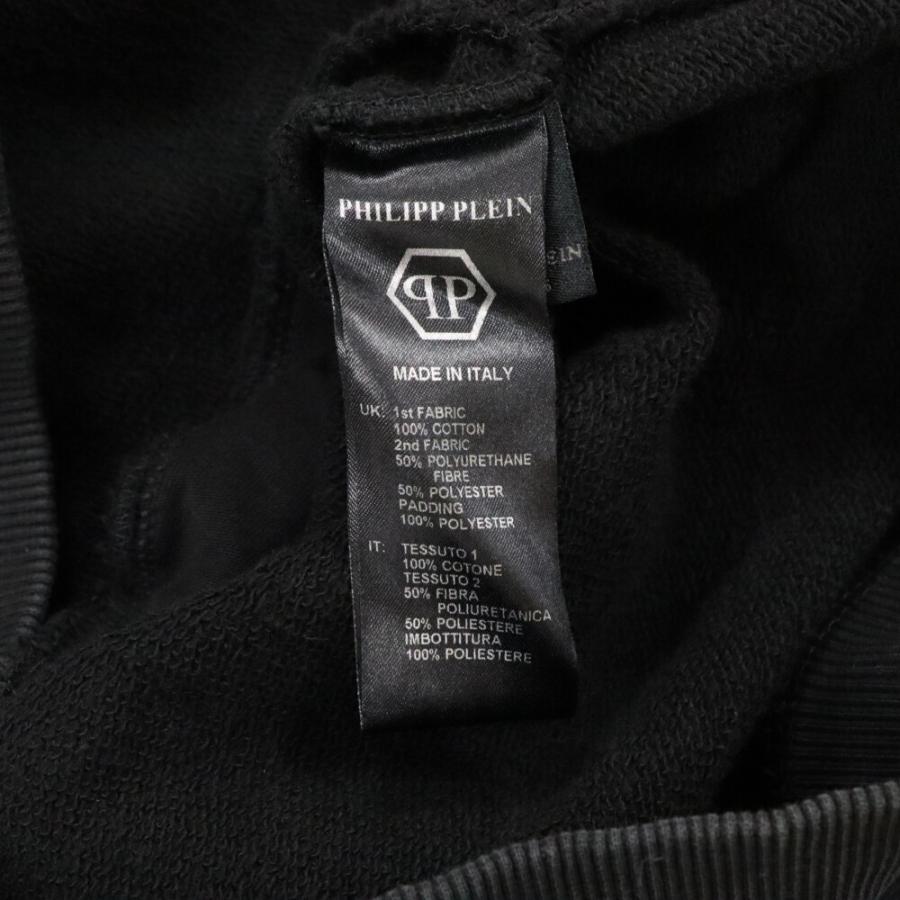 PHILIPP PLEIN
MADE IN ITALY
UK: 1st FABRIC
100% COTTON
2nd FABRIC
50% POLYURETHANE
FIBRE
50% POLYESTER
PADDING
100% POLYESTER
IT: TESSUTO 1
100% COTONE
TESSUTO 2
50% FIBRA
POLIURETANICA
50% POLIESTERE
IMBOTTITURA
100% POLIESTERE